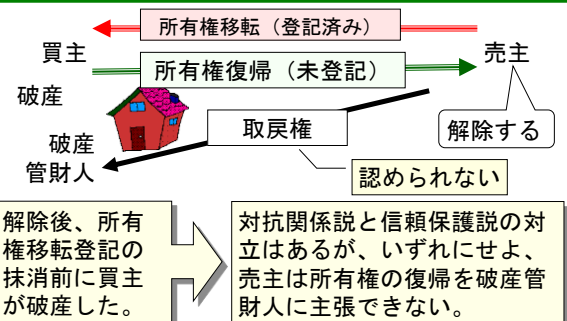 所有権移転（登記済み）
買主
売主
所有権復帰（未登記）
破産
取戻権
解除する
破産
管財人
認められない
解除後、所有
権移転登記の
抹消前に買主
が破産した。
対抗関係説と信頼保護説の対
立はあるが、いずれにせよ、
売主は所有権の復帰を破産管
財人に主張できない。